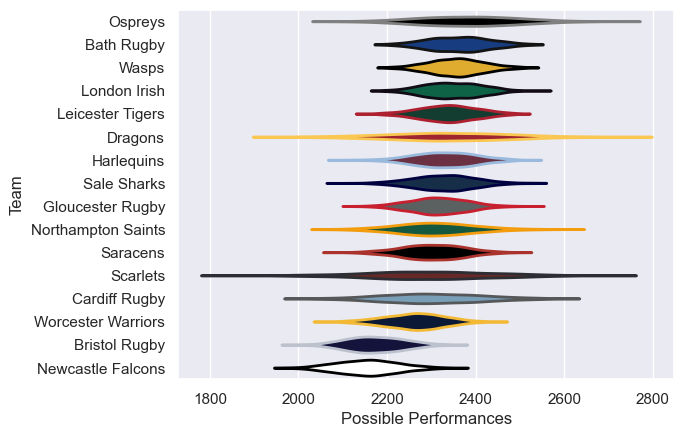 Ospreys
Bath Rugby
Wasps
London Irish
Leicester Tigers
Dragons
Harlequins
Sale Sharks
Gloucester Rugby
Northampton Saints
Saracens
Scarlets
Cardiff Rugby
Worcester Warriors
Bristol Rugby
Newcastle Falcons
Team
1800 2000 2200 2400 2600 2800
Possible Performances